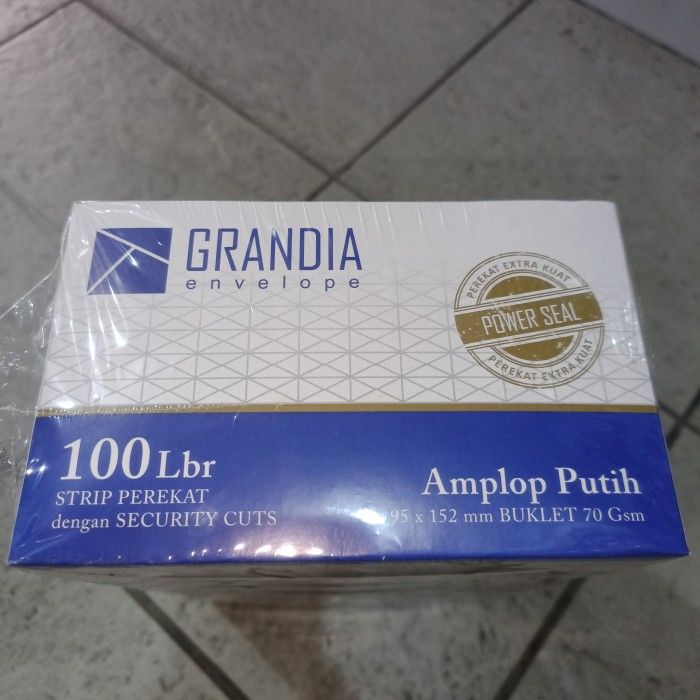 GRANDIA
envelope
PEREKAT EXTRA KUAT
POWER SEAL
PEREKAT EXTRA KUAT
100 Lbr
STRIP PEREKAT
dengan SECURITY CUTS
Amplop Putih
95 x 152 mm BUKLET 70 Gsm